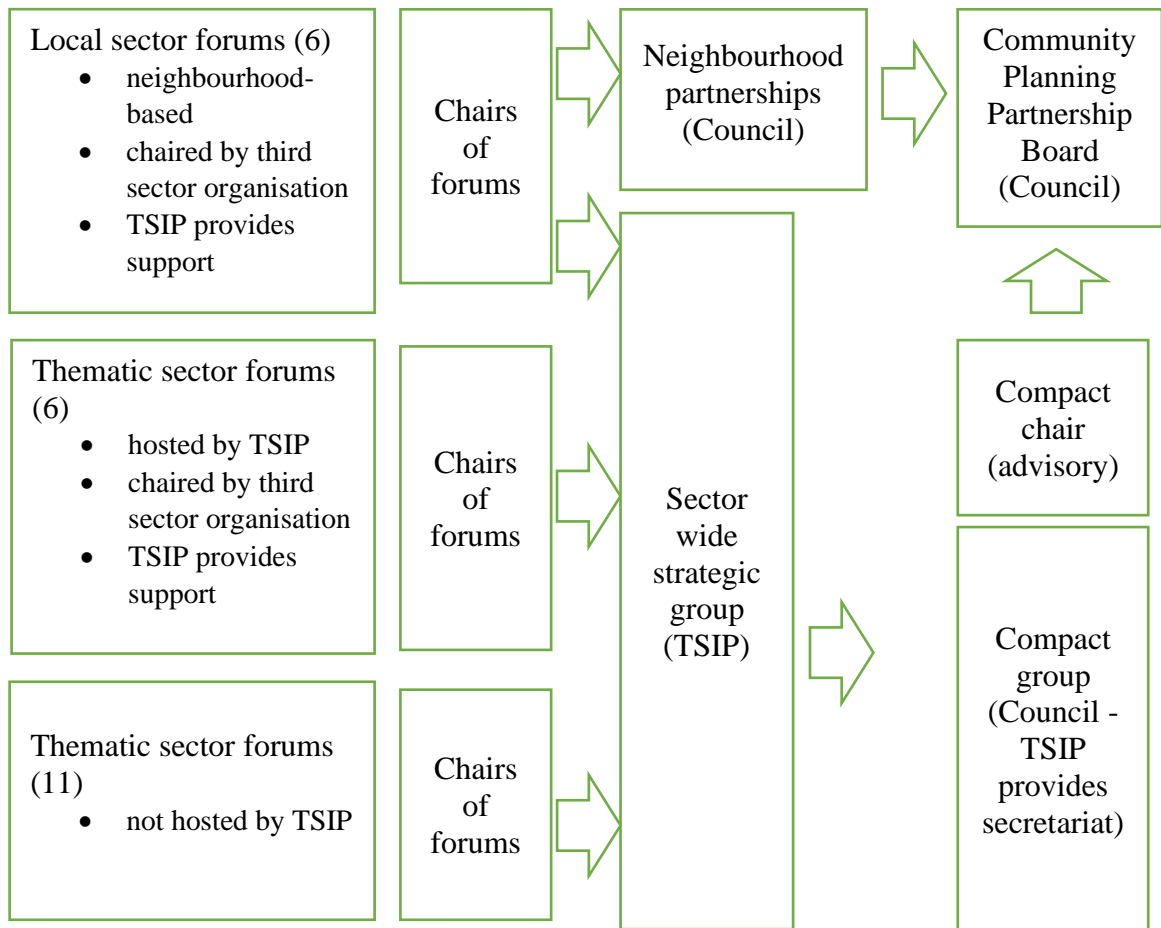 Local sector forums (6)
• neighbourhood-
based
• chaired by third
sector organisation
• TSIP provides
support
Chairs
of
forums
Neighbourhood
partnerships
(Council)
Community
Planning
Partnership
Board
(Council)
Thematic sector forums
(6)
• hosted by TSIP
• chaired by third
sector organisation
• TSIP provides
support
Chairs
of
forums
Sector
wide
strategic
group
(TSIP)
Compact
chair
(advisory)
Thematic sector forums
(11)
• not hosted by TSIP
Chairs
of
forums
Compact
group
(Council -
TSIP
provides
secretariat)